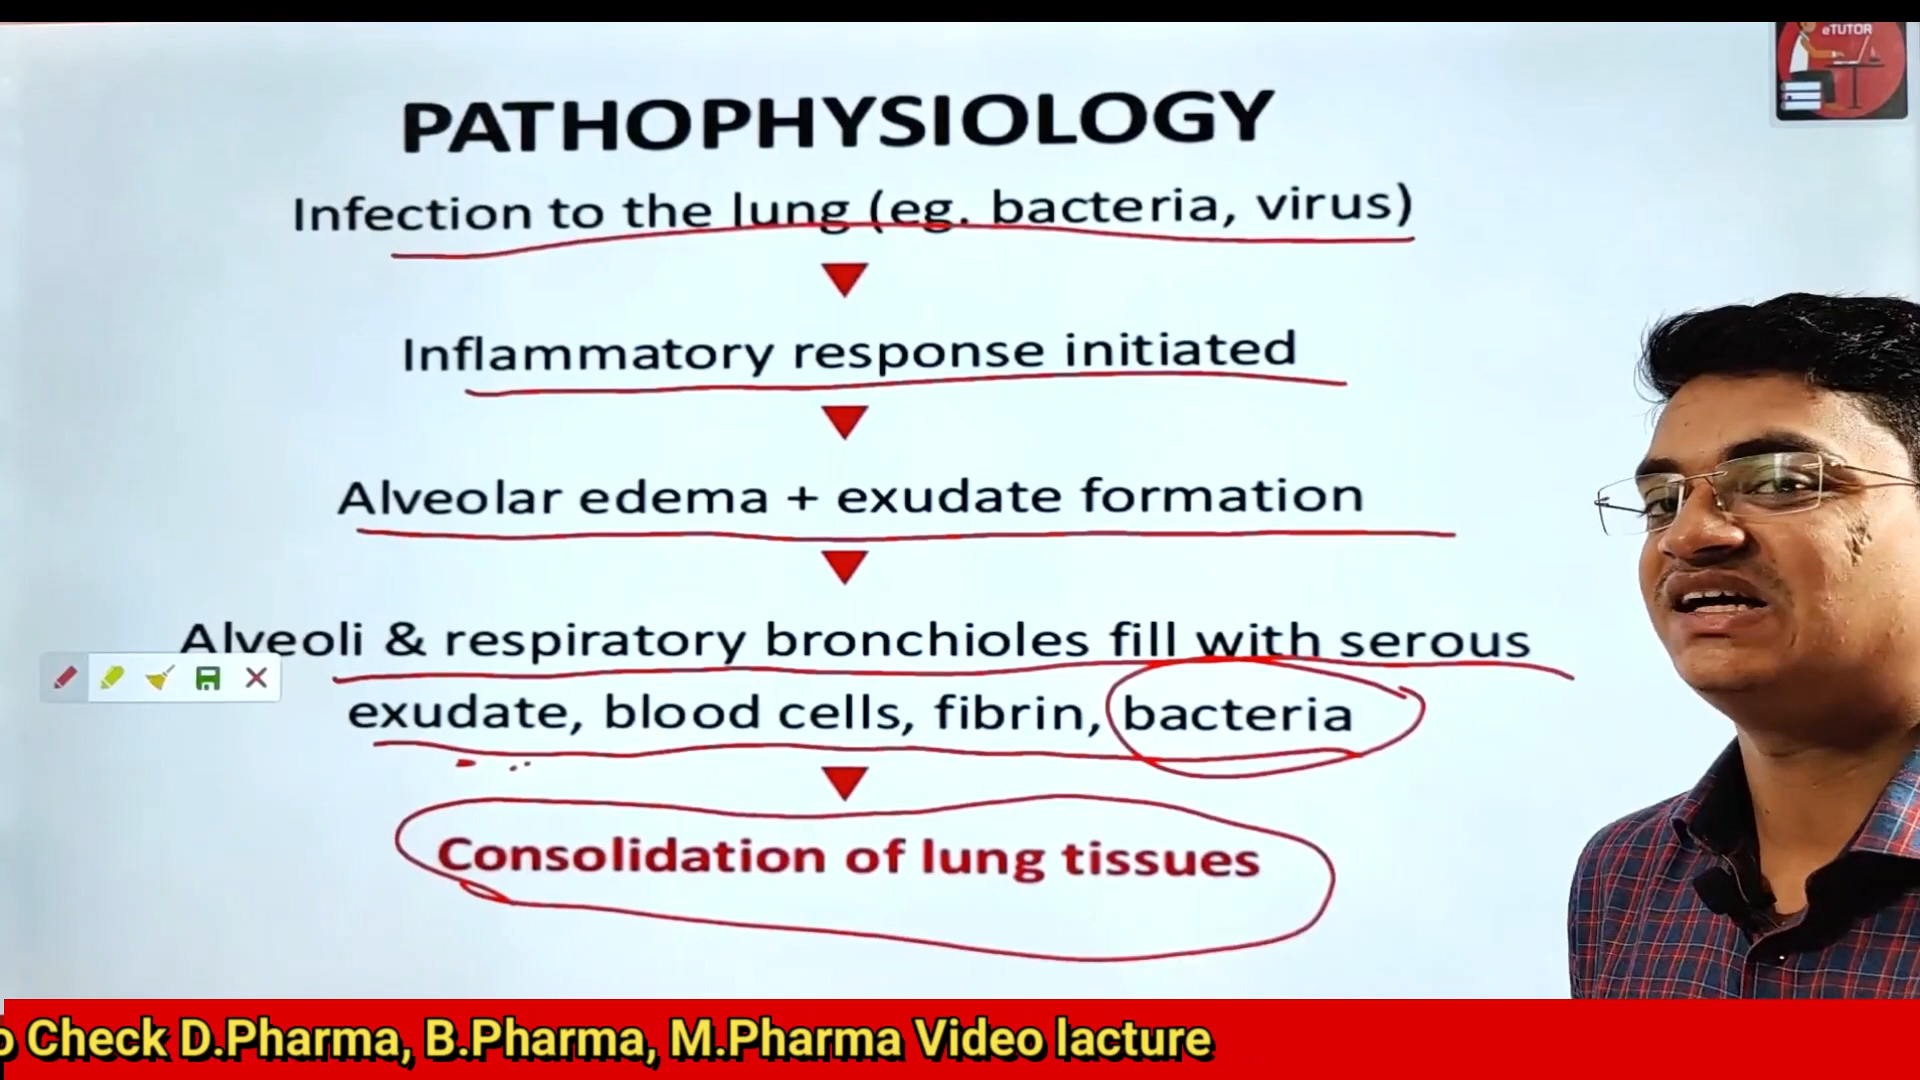 eTUTOR
PATHOPHYSIOLOGY
Infection to the lung (eg. bacteria, virus)
Inflammatory response initiated
Alveolar edema + exudate formation
Alveoli & respiratory bronchioles fill with serous
exudate, blood cells, fibrin, bacteria
Consolidation of lung tissues
Check D.Pharma, B.Pharma, M.Pharma Video lacture